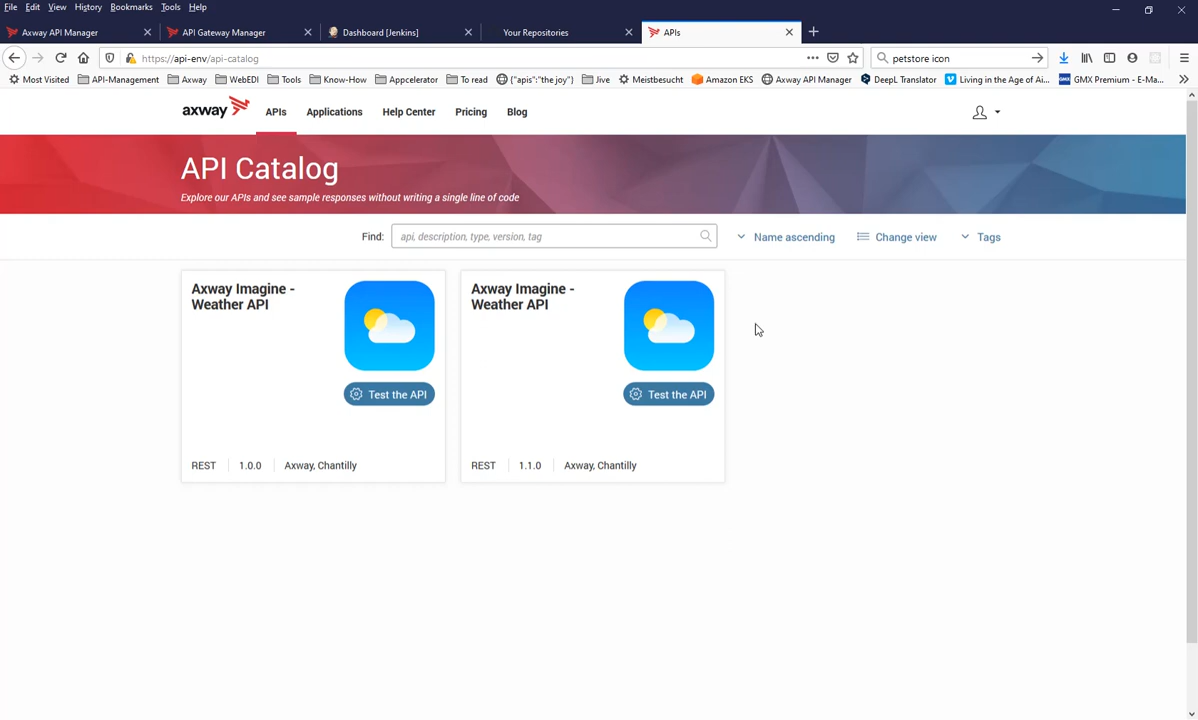 File Edit View History Bookmarks Tools Help
Axway API Manager
API Gateway Manager
Dashboard [Jenkins]
Your Repositories
APIs
https://api-env/api-catalog
petstore icon
Most Visited
API-Management
Axway
WebEDI
Tools
Know-How
Appcelerator
To read
{"apis":"the joy"}
Jive
Meistbesucht
Amazon EKS
Axway API Manager
DeepL Translator
Living in the Age of Ai...
GMX Premium - E-Ma...
axway
APIs
Applications
Help Center
Pricing
Blog
API Catalog
Explore our APIs and see sample responses without writing a single line of code
Find:
api, description, type, version, tag
Name ascending
Change view
Tags
Axway Imagine -
Weather API
Test the API
REST
1.0.0
Axway, Chantilly
Axway Imagine -
Weather API
Test the API
REST
1.1.0
Axway, Chantilly